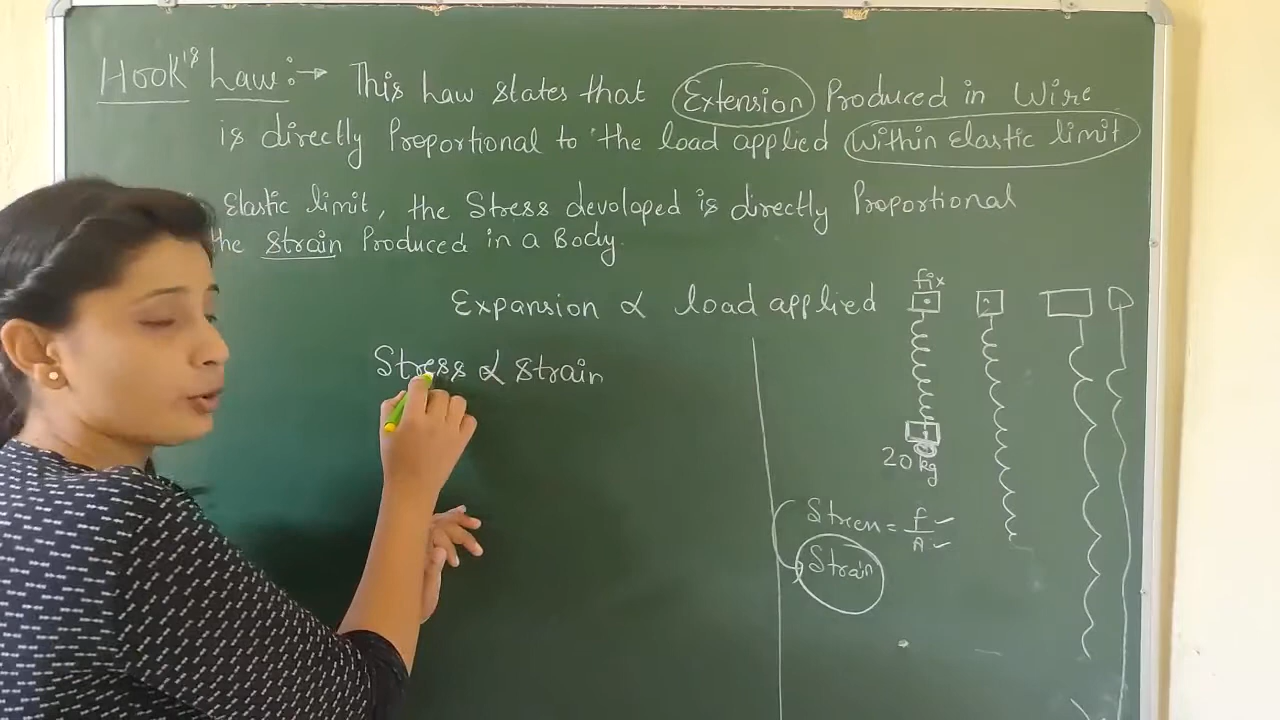 Hook's Law:→ This Law states that Extension Produced in Wire
is directly Proportional to the load applied Within Elastic limit
Elastic limit, the Stress devoloped is directly Proportional
the Strain Produced in a Body.
Expansion ∝ load applied
Stress ∝ Strain
fix
20 kg
= F/A
Strain